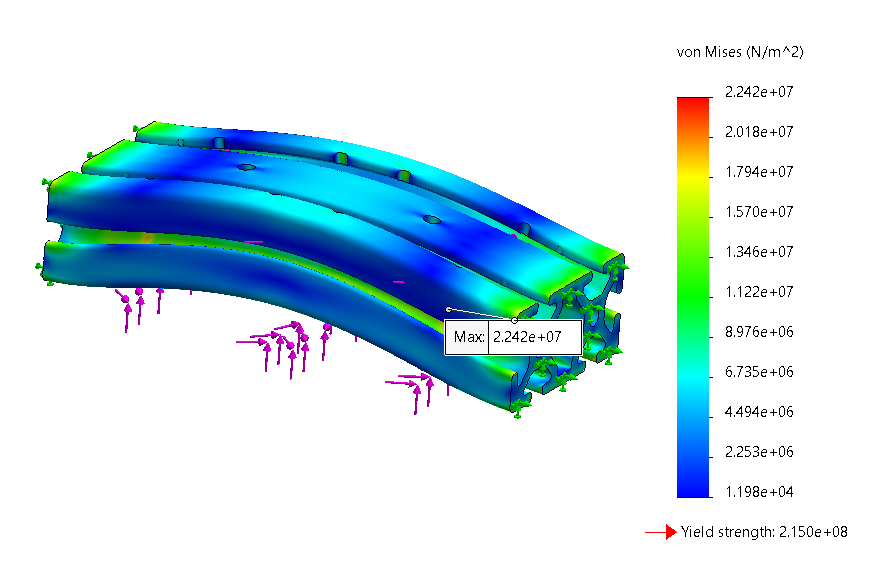 von Mises (N/m^2)
2.242e+07
2.018e+07
1.794e+07
1.570e+07
1.346e+07
1.122e+07
8.976e+06
6.735e+06
4.494e+06
2.253e+06
1.198e+04
Yield strength: 2.150e+08
Max: 2.242e+07